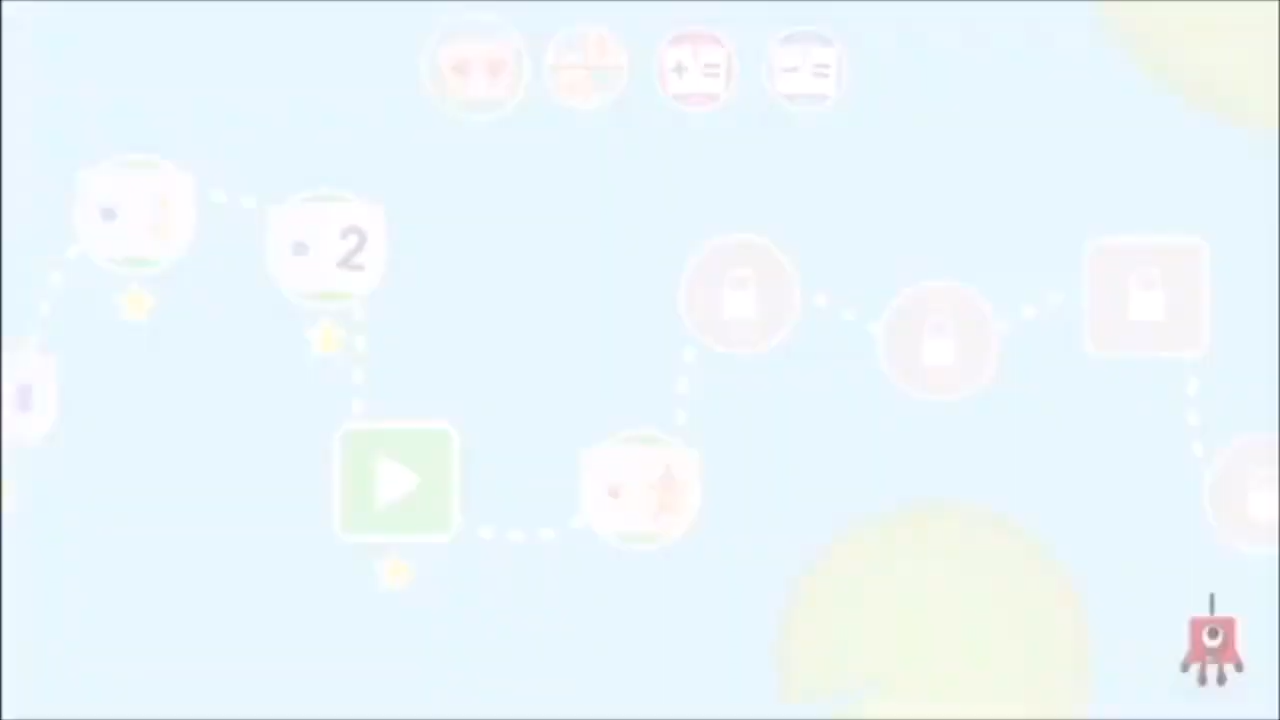 + = - =
2